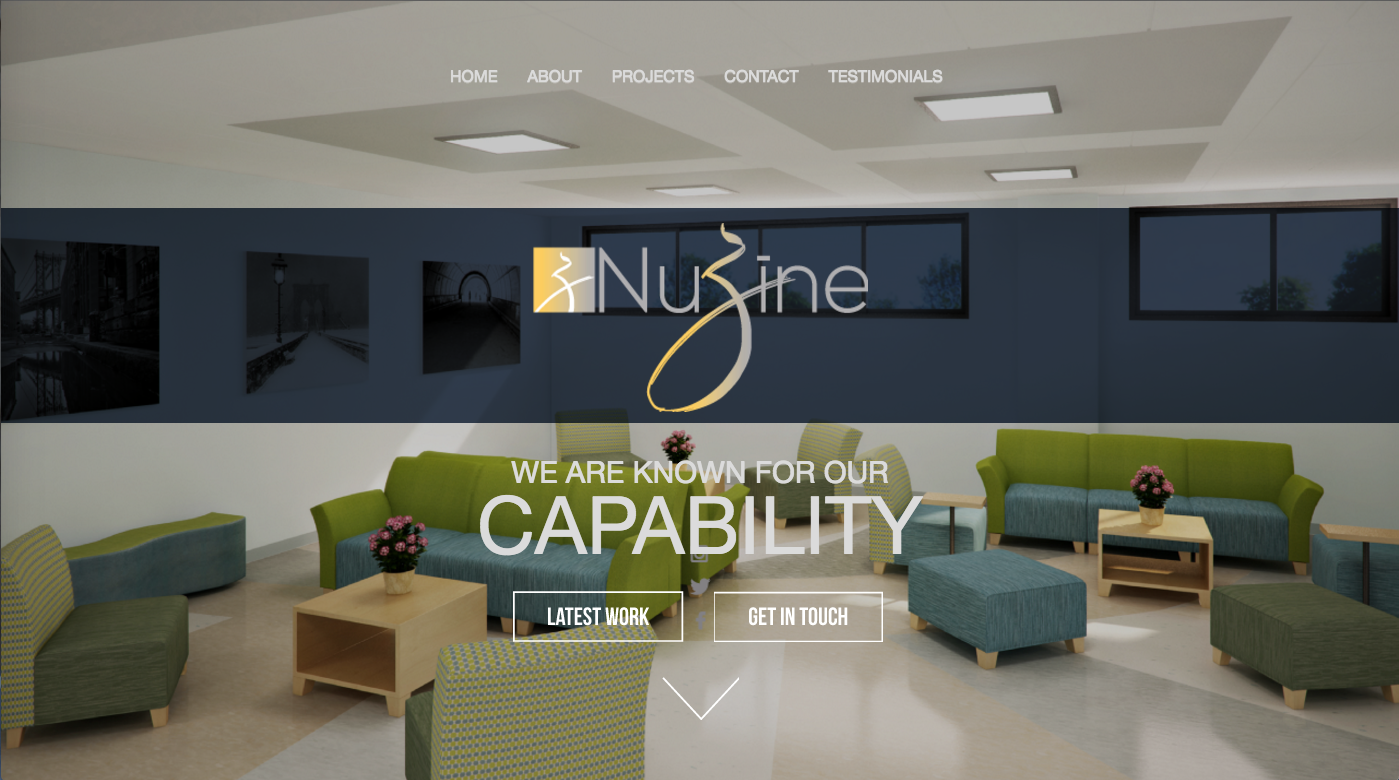 HOME ABOUT PROJECTS CONTACT TESTIMONIALS
Nuzine
WE ARE KNOWN FOR OUR
CAPABILITY
LATEST WORK GET IN TOUCH